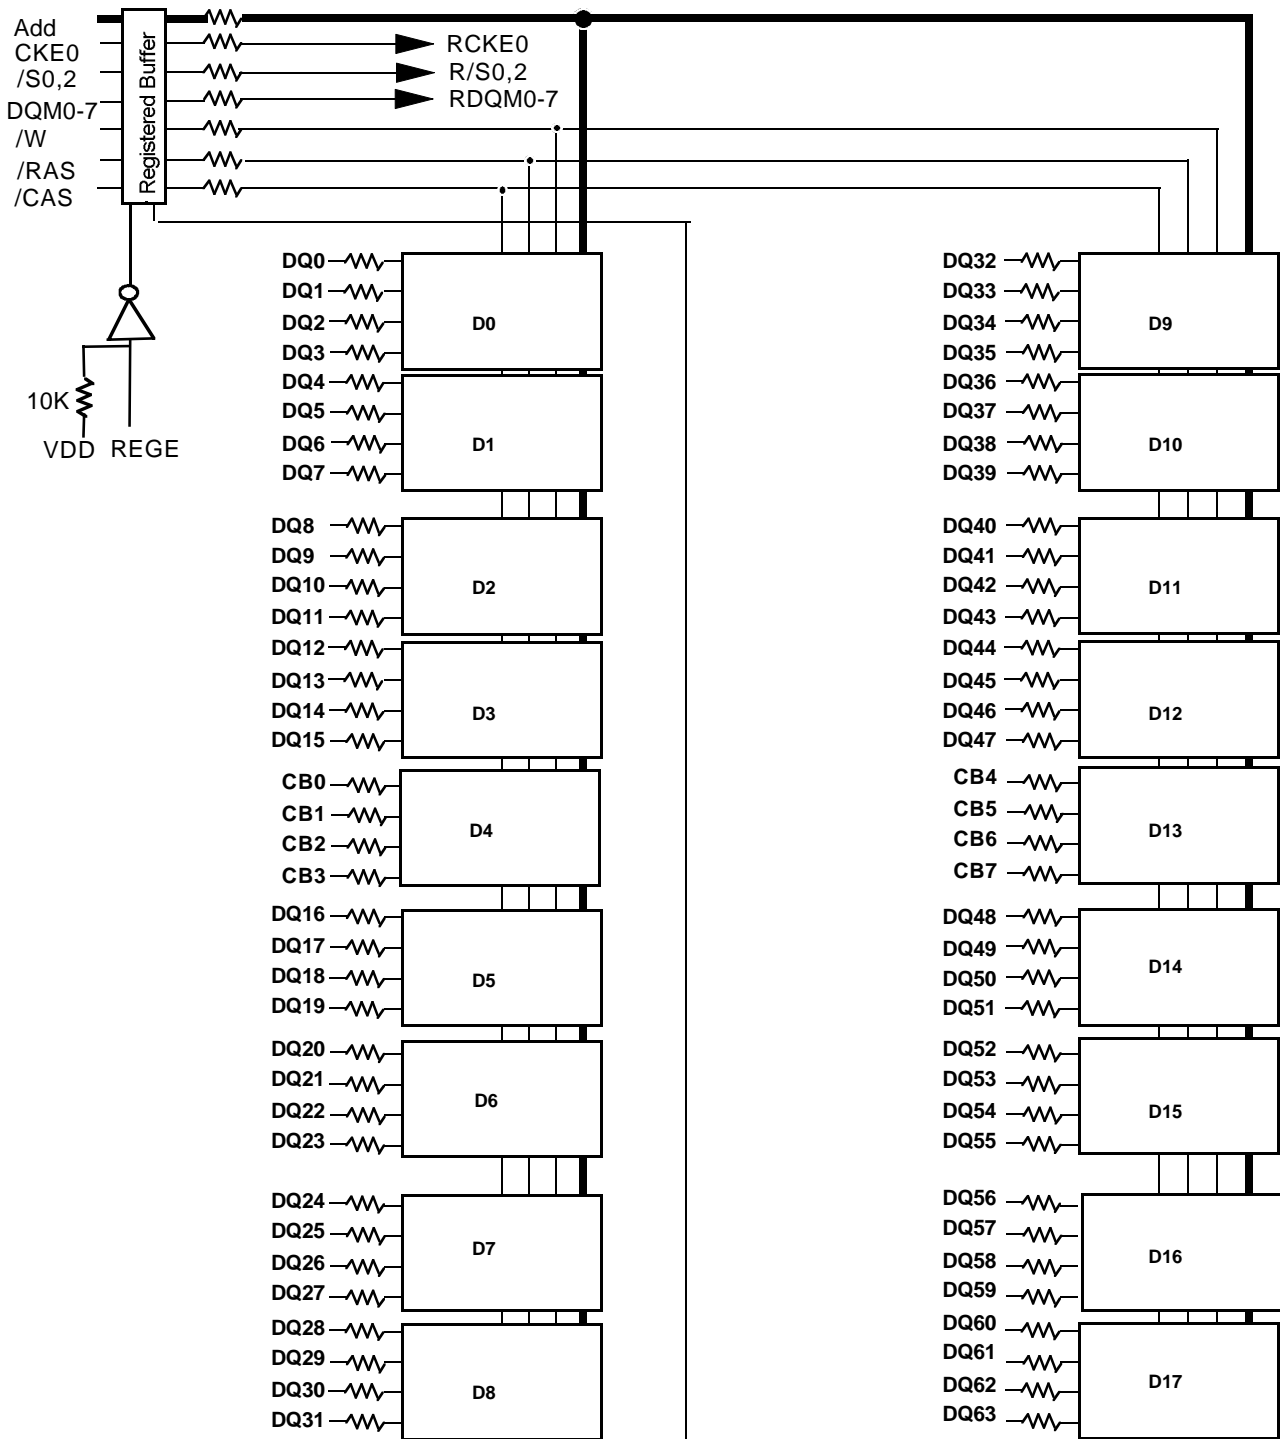 Add
CKE0
/S0,2
DQM0-7
/W
/RAS
/CAS
Registered Buffer
RCKE0
R/S0,2
RDQM0-7
10K
VDD REGE
DQ0
DQ1
DQ2
DQ3
D0
DQ4
DQ5
DQ6
DQ7
D1
DQ8
DQ9
DQ10
DQ11
D2
DQ12
DQ13
DQ14
DQ15
D3
CB0
CB1
CB2
CB3
D4
DQ16
DQ17
DQ18
DQ19
D5
DQ20
DQ21
DQ22
DQ23
D6
DQ24
DQ25
DQ26
DQ27
D7
DQ28
DQ29
DQ30
DQ31
D8
DQ32
DQ33
DQ34
DQ35
D9
DQ36
DQ37
DQ38
DQ39
D10
DQ40
DQ41
DQ42
DQ43
D11
DQ44
DQ45
DQ46
DQ47
D12
CB4
CB5
CB6
CB7
D13
DQ48
DQ49
DQ50
DQ51
D14
DQ52
DQ53
DQ54
DQ55
D15
DQ56
DQ57
DQ58
DQ59
D16
DQ60
DQ61
DQ62
DQ63
D17